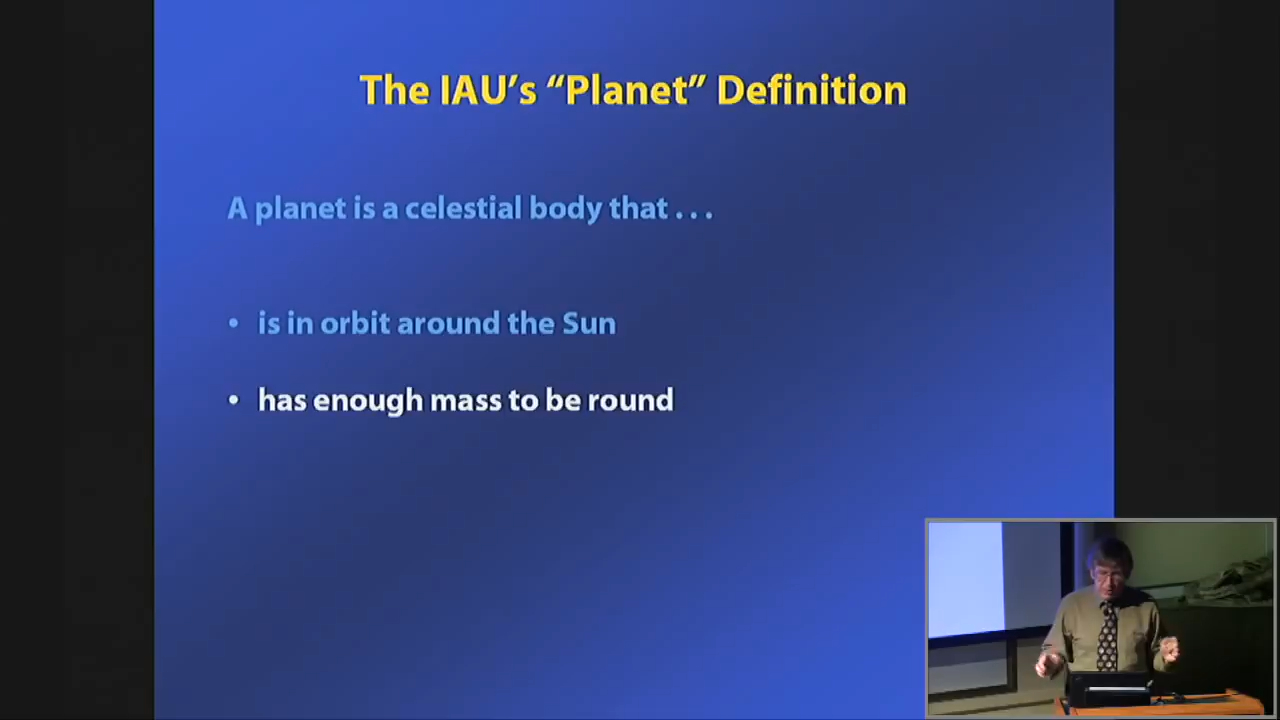 The IAU’s “Planet” Definition
A planet is a celestial body that . . .
• is in orbit around the Sun
• has enough mass to be round